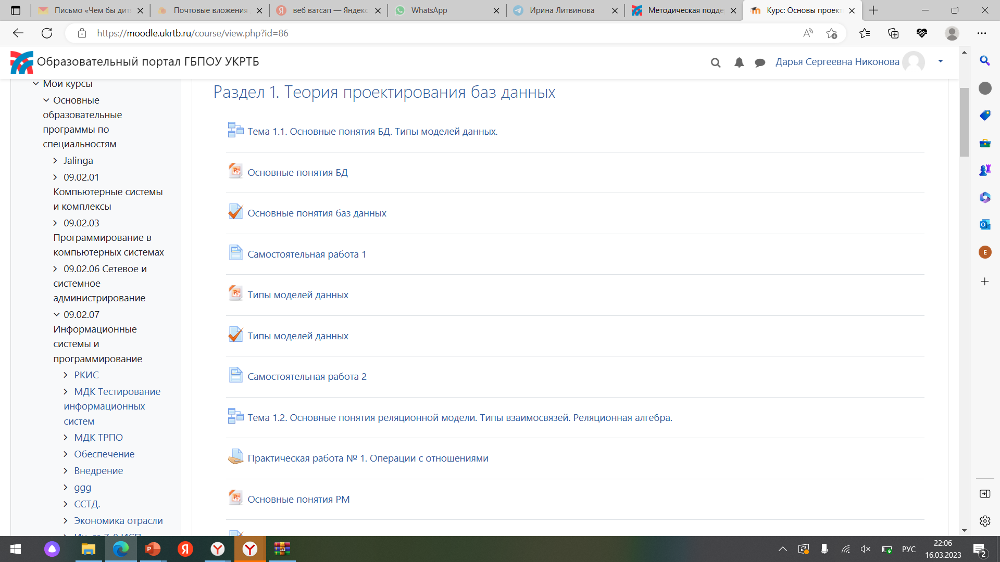 Письмо «Чем бы дит
Почтовые вложения
веб ватсап — Яндекс
WhatsApp
Ирина Литвинова
Методическая подде
Курс: Основы проект
https://moodle.ukrtb.ru/course/view.php?id=86
Образовательный портал ГБПОУ УКРТБ
Дарья Сергеевна Никонова
Мои курсы
Основные
образовательные
программы по
специальностям
Jalinga
09.02.01
Компьютерные системы
и комплексы
09.02.03
Программирование в
компьютерных системах
09.02.06 Сетевое и
системное
администрирование
09.02.07
Информационные
системы и
программирование
РКИС
МДК Тестирование
информационных
систем
МДК ТРПО
Обеспечение
Внедрение
ggg
ССТД.
Экономика отрасли
Раздел 1. Теория проектирования баз данных
Тема 1.1. Основные понятия БД. Типы моделей данных.
Основные понятия БД
Основные понятия баз данных
Самостоятельная работа 1
Типы моделей данных
Типы моделей данных
Самостоятельная работа 2
Тема 1.2. Основные понятия реляционной модели. Типы взаимосвязей. Реляционная алгебра.
Практическая работа № 1. Операции с отношениями
Основные понятия РМ
E
РУС
22:06
16.03.2023
2